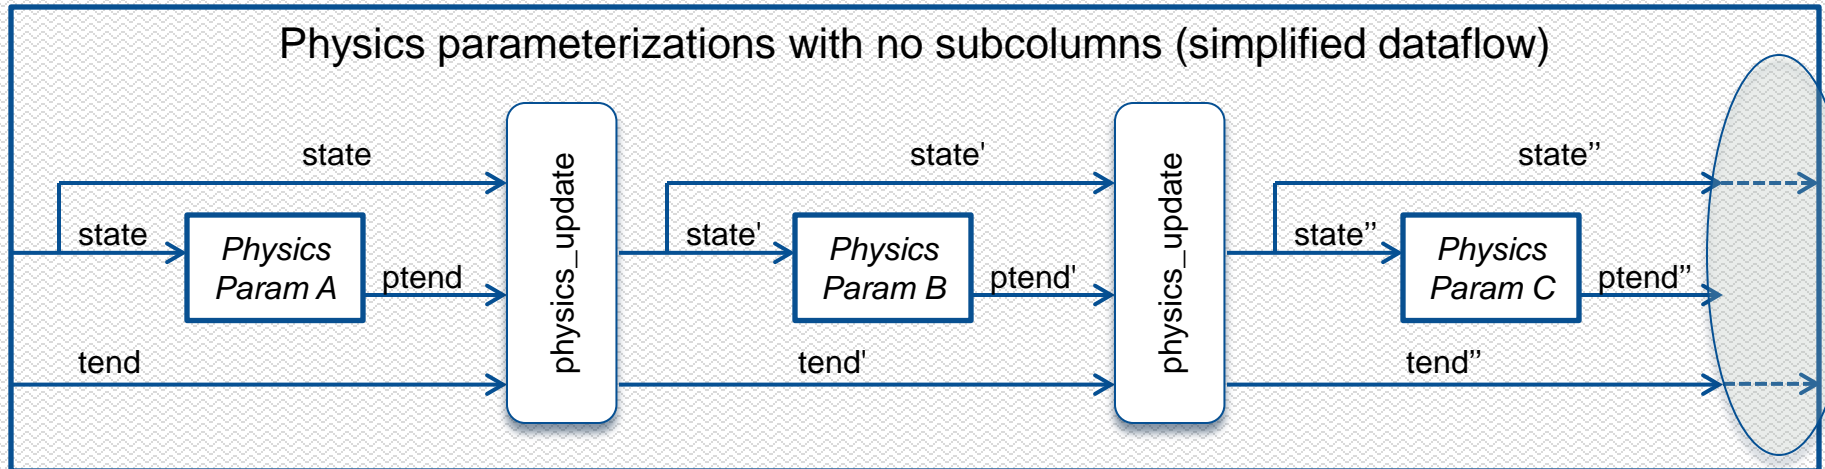 Physics parameterizations with no subcolumns (simplified dataflow)
state
state
Physics
Param A
ptend
tend
physics_update
state'
state'
Physics
Param B
ptend'
tend'
physics_update
state’’
state’’
Physics
Param C
ptend’’
tend’’